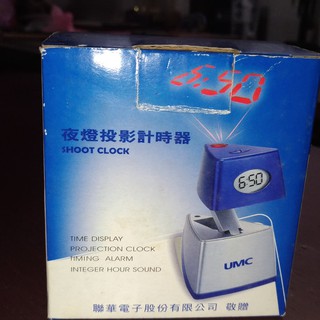 6:50
夜燈投影計時器
SHOOT CLOCK
6:50
UMC
TIME DISPLAY
PROJECTION CLOCK
TIMING ALARM
INTEGER HOUR SOUND
聯華電子股份有限公司 敬贈